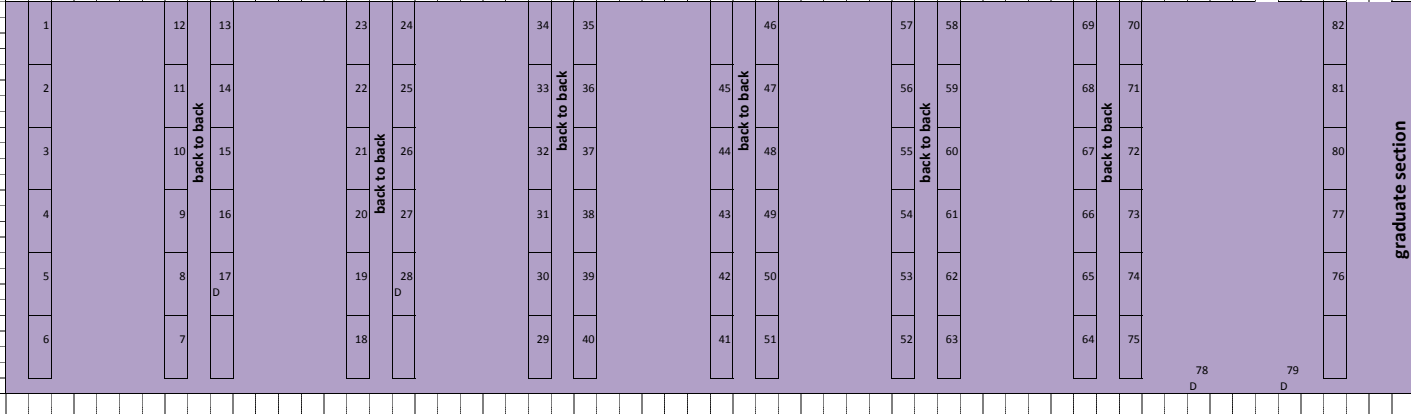 1 12 13 23 24 34 35 46 57 58 69 70 82
2 11 14 22 25 33 36 45 47 56 59 68 71 81
3 10 15 21 26 32 37 44 48 55 60 67 72 80
4 9 16 20 27 31 38 43 49 54 61 66 73 77
5 8 17 19 28 30 39 42 50 53 62 65 74 76
D D
6 7 18 29 40 41 51 52 63 64 75
78 79
D D
back to back
back to back
back to back
back to back
back to back
back to back
graduate section